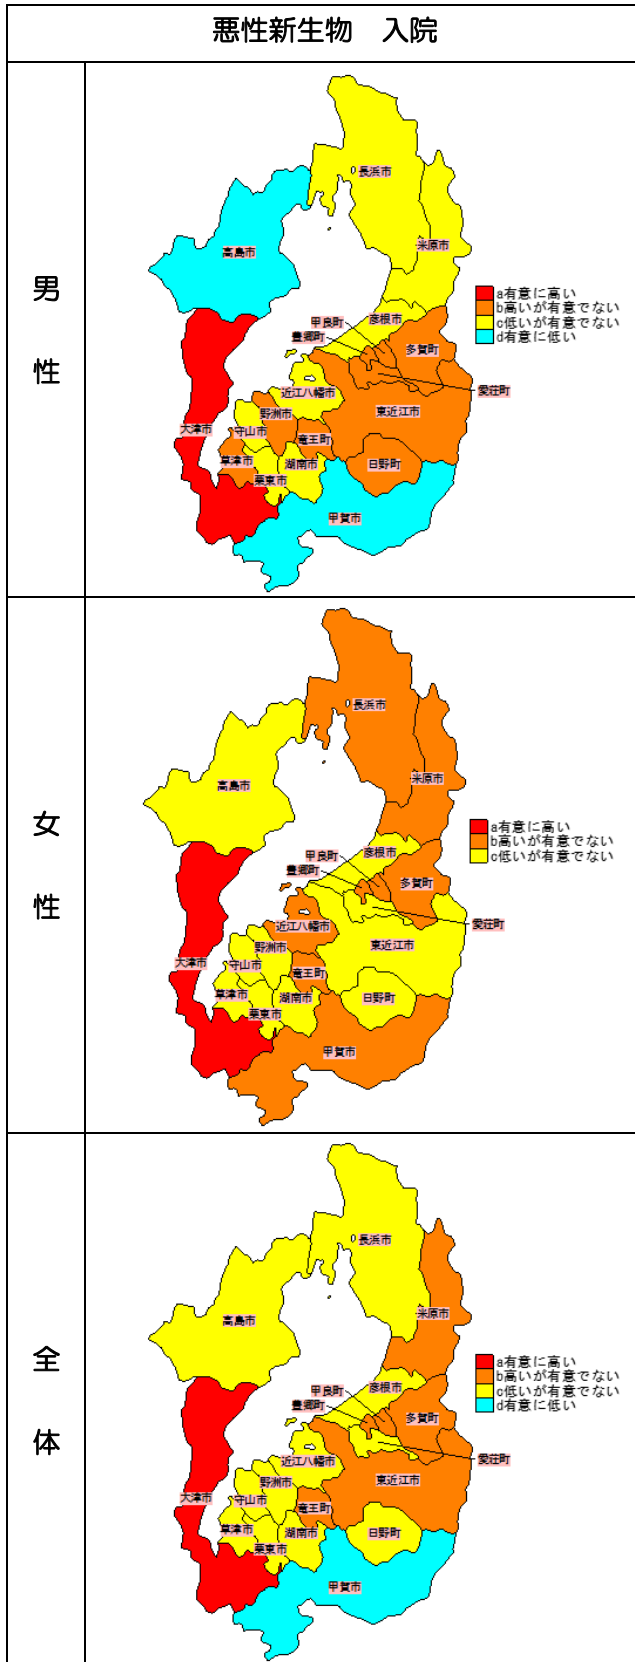 悪性新生物　入院
男性
長浜市
高島市
米原市
a有意に高い
b高いが有意でない
c低いが有意でない
d有意に低い
甲良町
彦根市
豊郷町
多賀町
愛荘町
近江八幡市
東近江市
野洲市
大津市
守山市
竜王町
草津市
湖南市
日野町
栗東市
甲賀市
女性
長浜市
高島市
米原市
a有意に高い
b高いが有意でない
c低いが有意でない
甲良町
彦根市
豊郷町
多賀町
愛荘町
近江八幡市
東近江市
野洲市
大津市
守山市
竜王町
草津市
湖南市
日野町
栗東市
甲賀市
全体
長浜市
高島市
米原市
a有意に高い
b高いが有意でない
c低いが有意でない
d有意に低い
甲良町
彦根市
豊郷町
多賀町
愛荘町
近江八幡市
東近江市
野洲市
大津市
守山市
竜王町
草津市
湖南市
日野町
栗東市
甲賀市